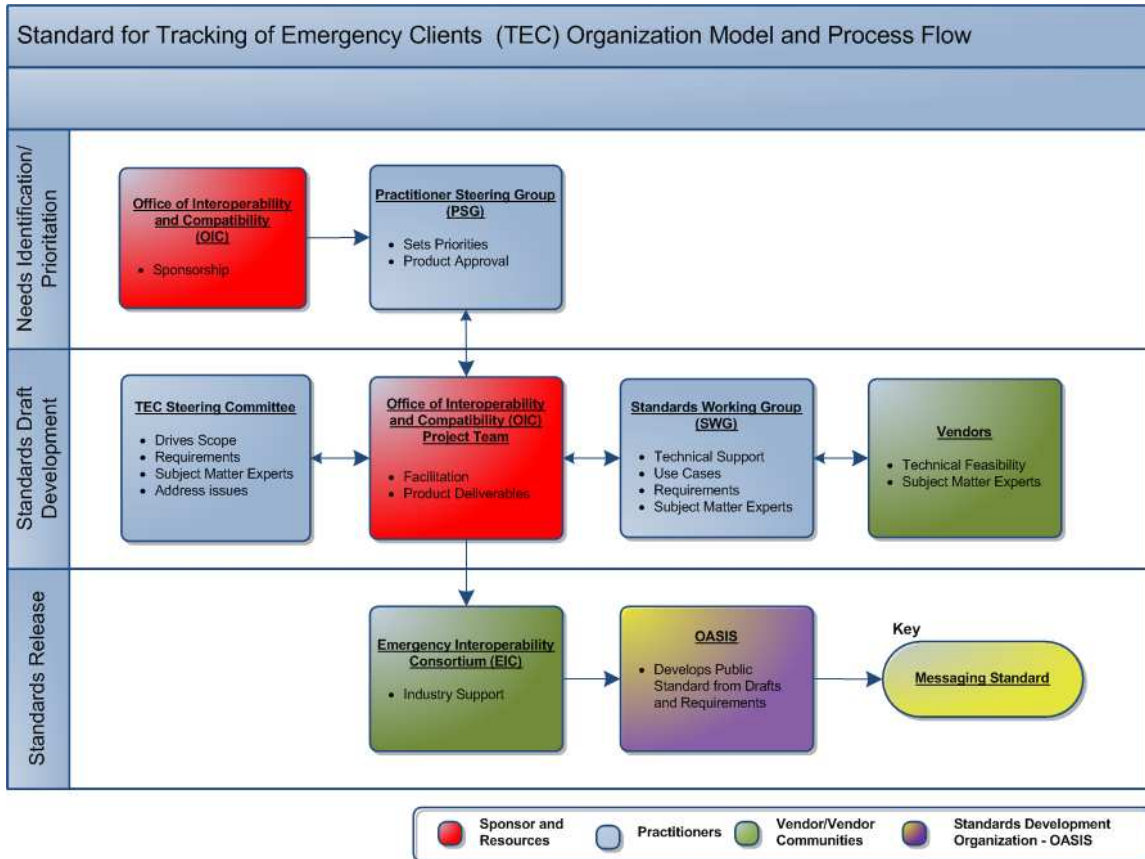 Standard for Tracking of Emergency Clients (TEC) Organization Model and Process Flow
Needs Identification/
Prioritation
Office of Interoperability
and Compatibility
(OIC)
• Sponsorship
Practitioner Steering Group
(PSG)
• Sets Priorities
• Product Approval
Standards Draft
Development
TEC Steering Committee
• Drives Scope
• Requirements
• Subject Matter Experts
• Address issues
Office of Interoperability
and Compatibility (OIC)
Project Team
• Facilitation
• Product Deliverables
Standards Working Group
(SWG)
• Technical Support
• Use Cases
• Requirements
• Subject Matter Experts
Vendors
• Technical Feasibility
• Subject Matter Experts
Standards Release
Emergency Interoperability
Consortium (EIC)
• Industry Support
OASIS
• Develops Public
Standard from Drafts
and Requirements
Key
Messaging Standard
Sponsor and
Resources
Practitioners
Vendor/Vendor
Communities
Standards Development
Organization - OASIS